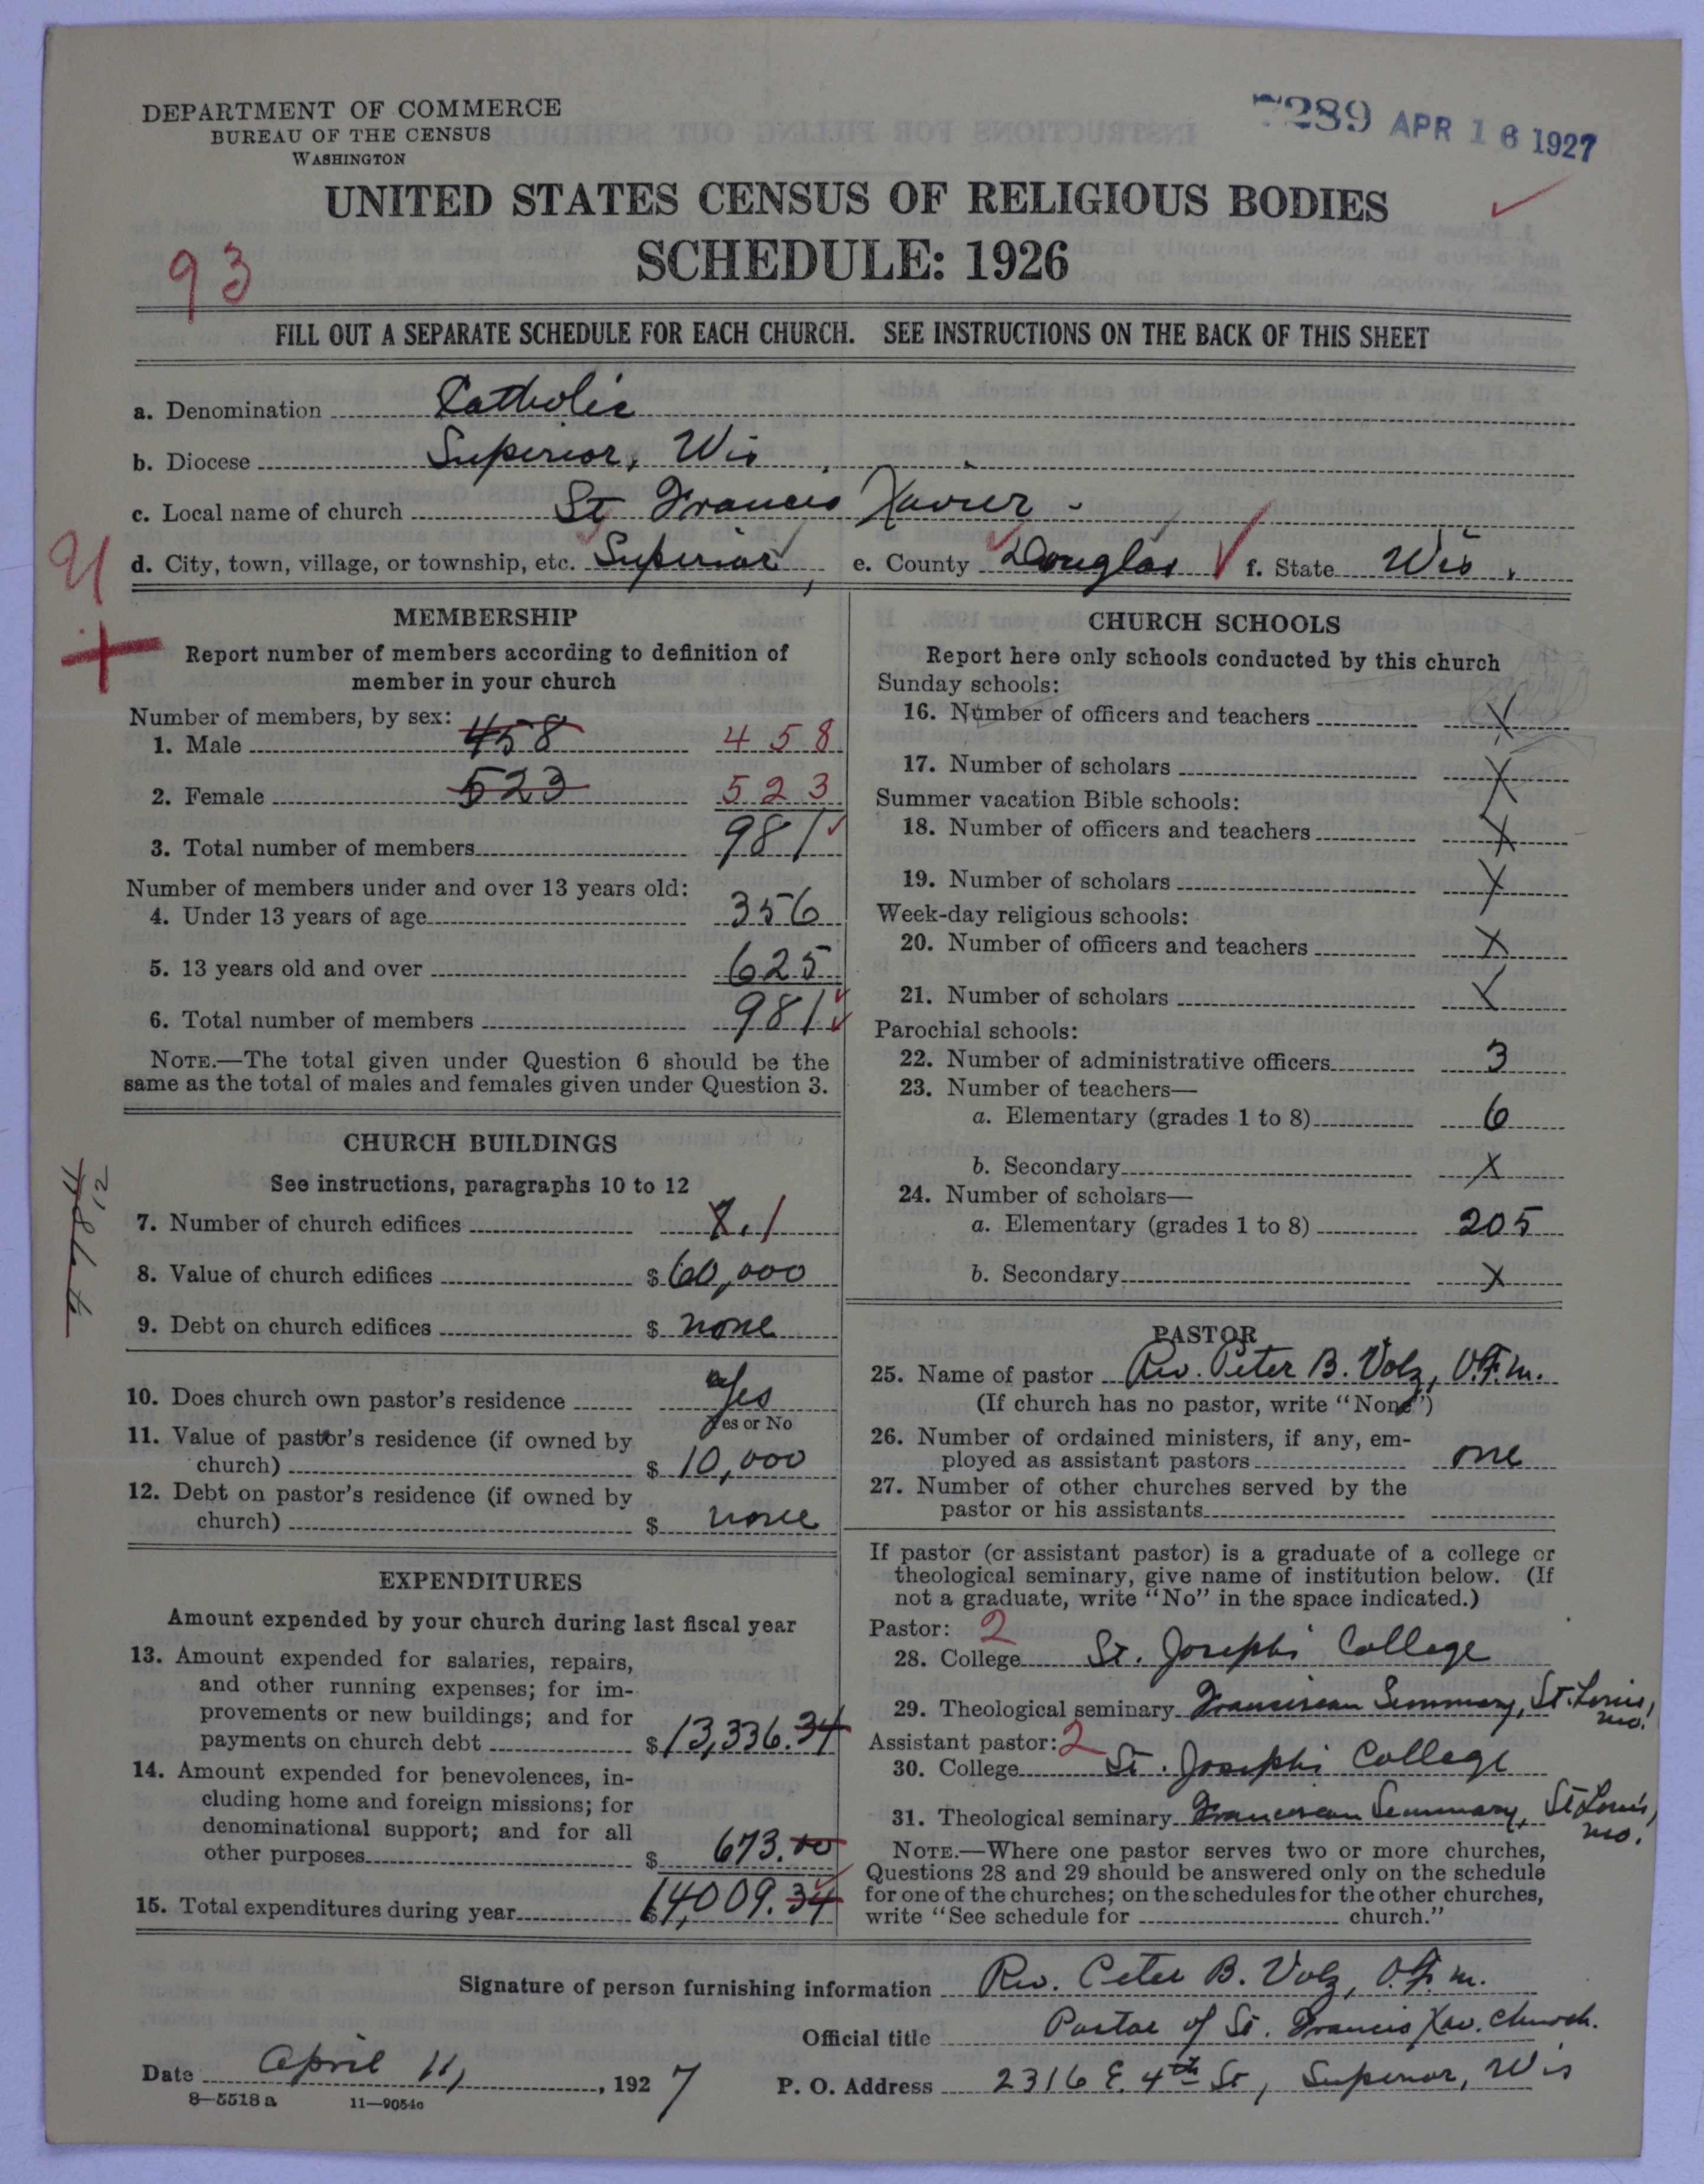 DEPARTMENT OF COMMERCE
BUREAU OF THE CENSUS
WASHINGTON
7289 APR 16 1927
UNITED STATES CENSUS OF RELIGIOUS BODIES
SCHEDULE: 1926
93
FILL OUT A SEPARATE SCHEDULE FOR EACH CHURCH. SEE INSTRUCTIONS ON THE BACK OF THIS SHEET
a. Denomination Catholic
b. Diocese Superior, Wis.
c. Local name of church St Francis Xavier -
d. City, town, village, or township, etc. Superior, e. County Douglas f. State Wis.
MEMBERSHIP
Report number of members according to definition of
member in your church
Number of members, by sex:
1. Male 458 458
2. Female 523 523
3. Total number of members 981
Number of members under and over 13 years old:
4. Under 13 years of age 356
5. 13 years old and over 625
6. Total number of members 981
NOTE.—The total given under Question 6 should be the
same as the total of males and females given under Question 3.
CHURCH BUILDINGS
See instructions, paragraphs 10 to 12
7. Number of church edifices X. 1
8. Value of church edifices $ 60,000
9. Debt on church edifices $ none
10. Does church own pastor's residence Yes
Yes or No
11. Value of pastor's residence (if owned by
church) $ 10,000
12. Debt on pastor's residence (if owned by
church) $ none
EXPENDITURES
Amount expended by your church during last fiscal year
13. Amount expended for salaries, repairs,
and other running expenses; for im-
provements or new buildings; and for
payments on church debt $ 13,336.34
14. Amount expended for benevolences, in-
cluding home and foreign missions; for
denominational support; and for all
other purposes $ 673.00
15. Total expenditures during year $ 14,009.34
CHURCH SCHOOLS
Report here only schools conducted by this church
Sunday schools:
16. Number of officers and teachers X
17. Number of scholars X
Summer vacation Bible schools:
18. Number of officers and teachers X
19. Number of scholars X
Week-day religious schools:
20. Number of officers and teachers X
21. Number of scholars X
Parochial schools:
22. Number of administrative officers 3
23. Number of teachers—
a. Elementary (grades 1 to 8) 6
b. Secondary X
24. Number of scholars—
a. Elementary (grades 1 to 8) 205
b. Secondary X
PASTOR
25. Name of pastor Rev. Peter B. Volz, O.F.M.
(If church has no pastor, write "None")
26. Number of ordained ministers, if any, em-
ployed as assistant pastors one
27. Number of other churches served by the
pastor or his assistants
If pastor (or assistant pastor) is a graduate of a college or
theological seminary, give name of institution below. (If
not a graduate, write "No" in the space indicated.)
Pastor: 2
28. College St. Josephs College
29. Theological seminary Franciscan Seminary, St. Louis,
Mo.
Assistant pastor: 2
30. College St. Josephs College
31. Theological seminary Franciscan Seminary, St Louis,
Mo.
NOTE.—Where one pastor serves two or more churches,
Questions 28 and 29 should be answered only on the schedule
for one of the churches; on the schedules for the other churches,
write "See schedule for church."
Signature of person furnishing information Rev. Peter B. Volz, O.F.M.
Official title Pastor of St. Francis Xav. Church.
Date April 11, 1927 P. O. Address 2316 E. 4th St, Superior, Wis
8—5518 a 11—9054c